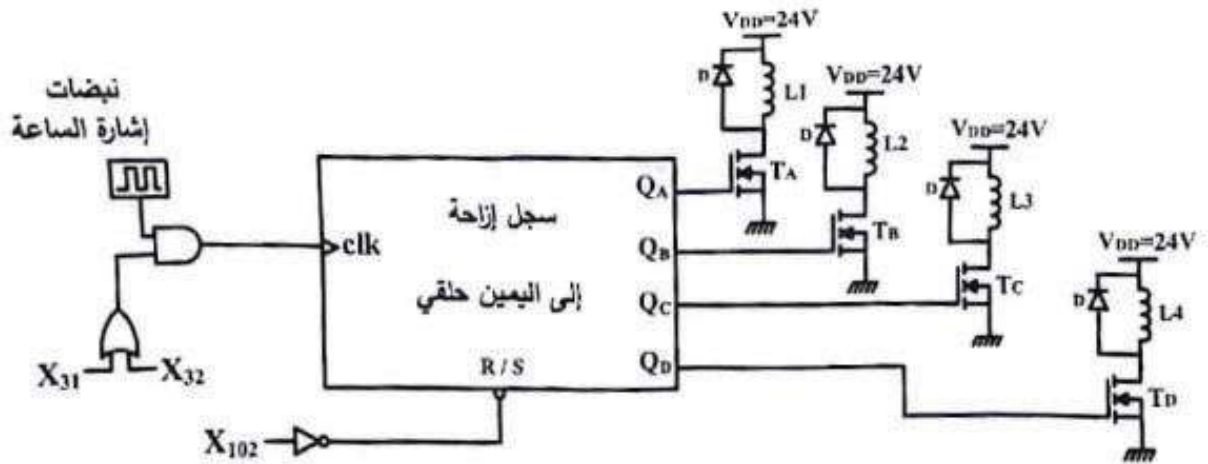 نبضات
إشارة الساعة
clk
سجل إزاحة
إلى اليمين حلقي
R / S
QA
QB
QC
QD
X31
X32
X102
VDD=24V
D
L1
TA
VDD=24V
D
L2
TB
VDD=24V
D
L3
TC
VDD=24V
D
L4
TD